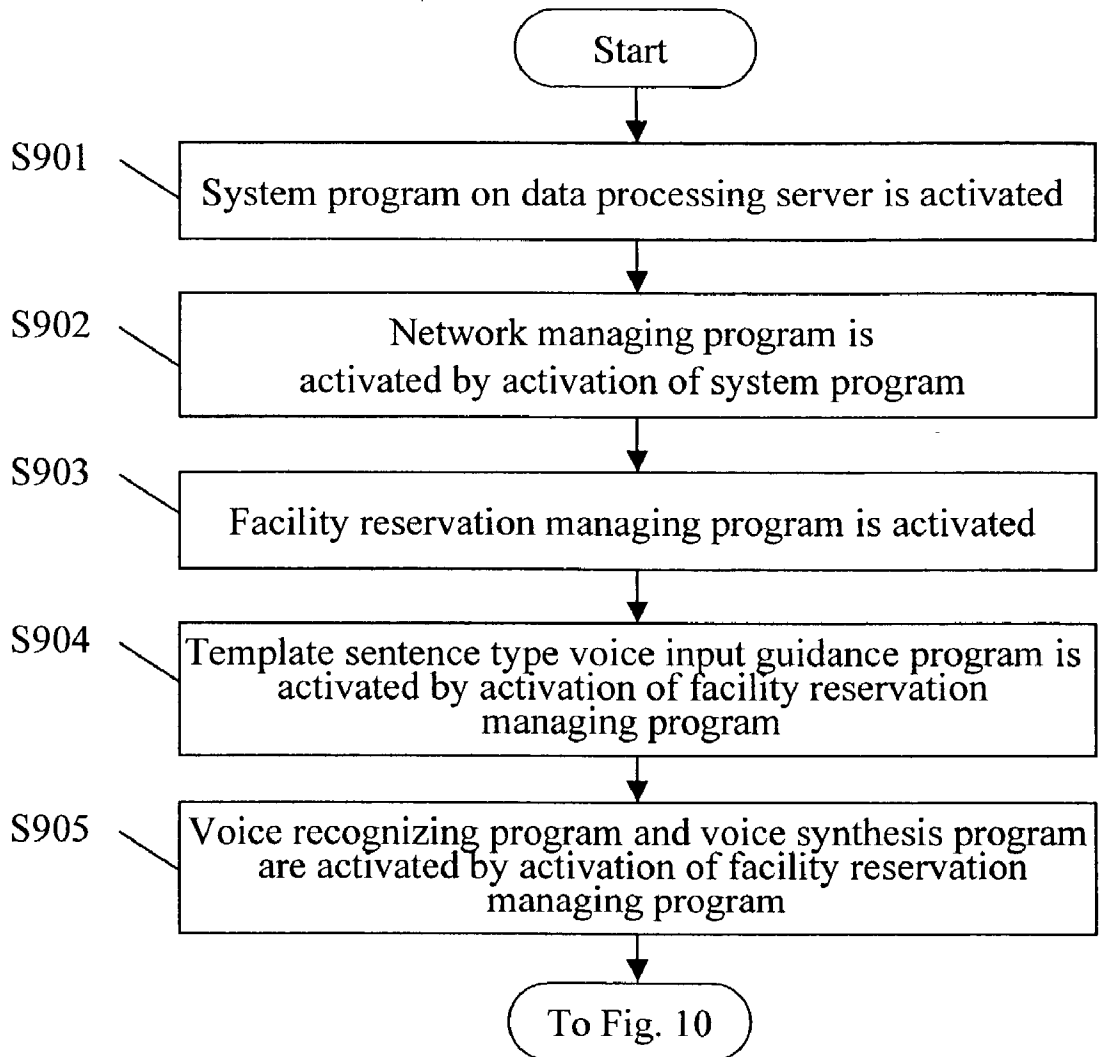 Start
S901
System program on data processing server is activated
S902
Network managing program is
activated by activation of system program
S903
Facility reservation managing program is activated
S904
Template sentence type voice input guidance program is
activated by activation of facility reservation
managing program
S905
Voice recognizing program and voice synthesis program
are activated by activation of facility reservation
managing program
To Fig. 10